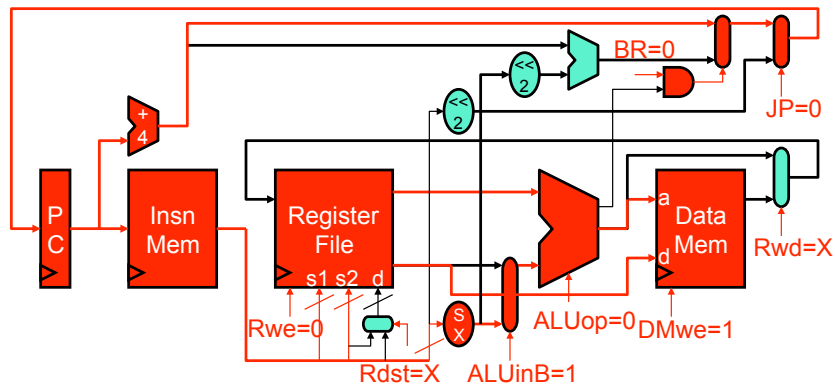 <<
2
BR=0
<<
2
JP=0
+
4
P
C
Insn
Mem
Register
File
s1 s2 d
a
d
Data
Mem
Rwd=X
S
X
Rwe=0
ALUop=0
DMwe=1
Rdst=X
ALUinB=1